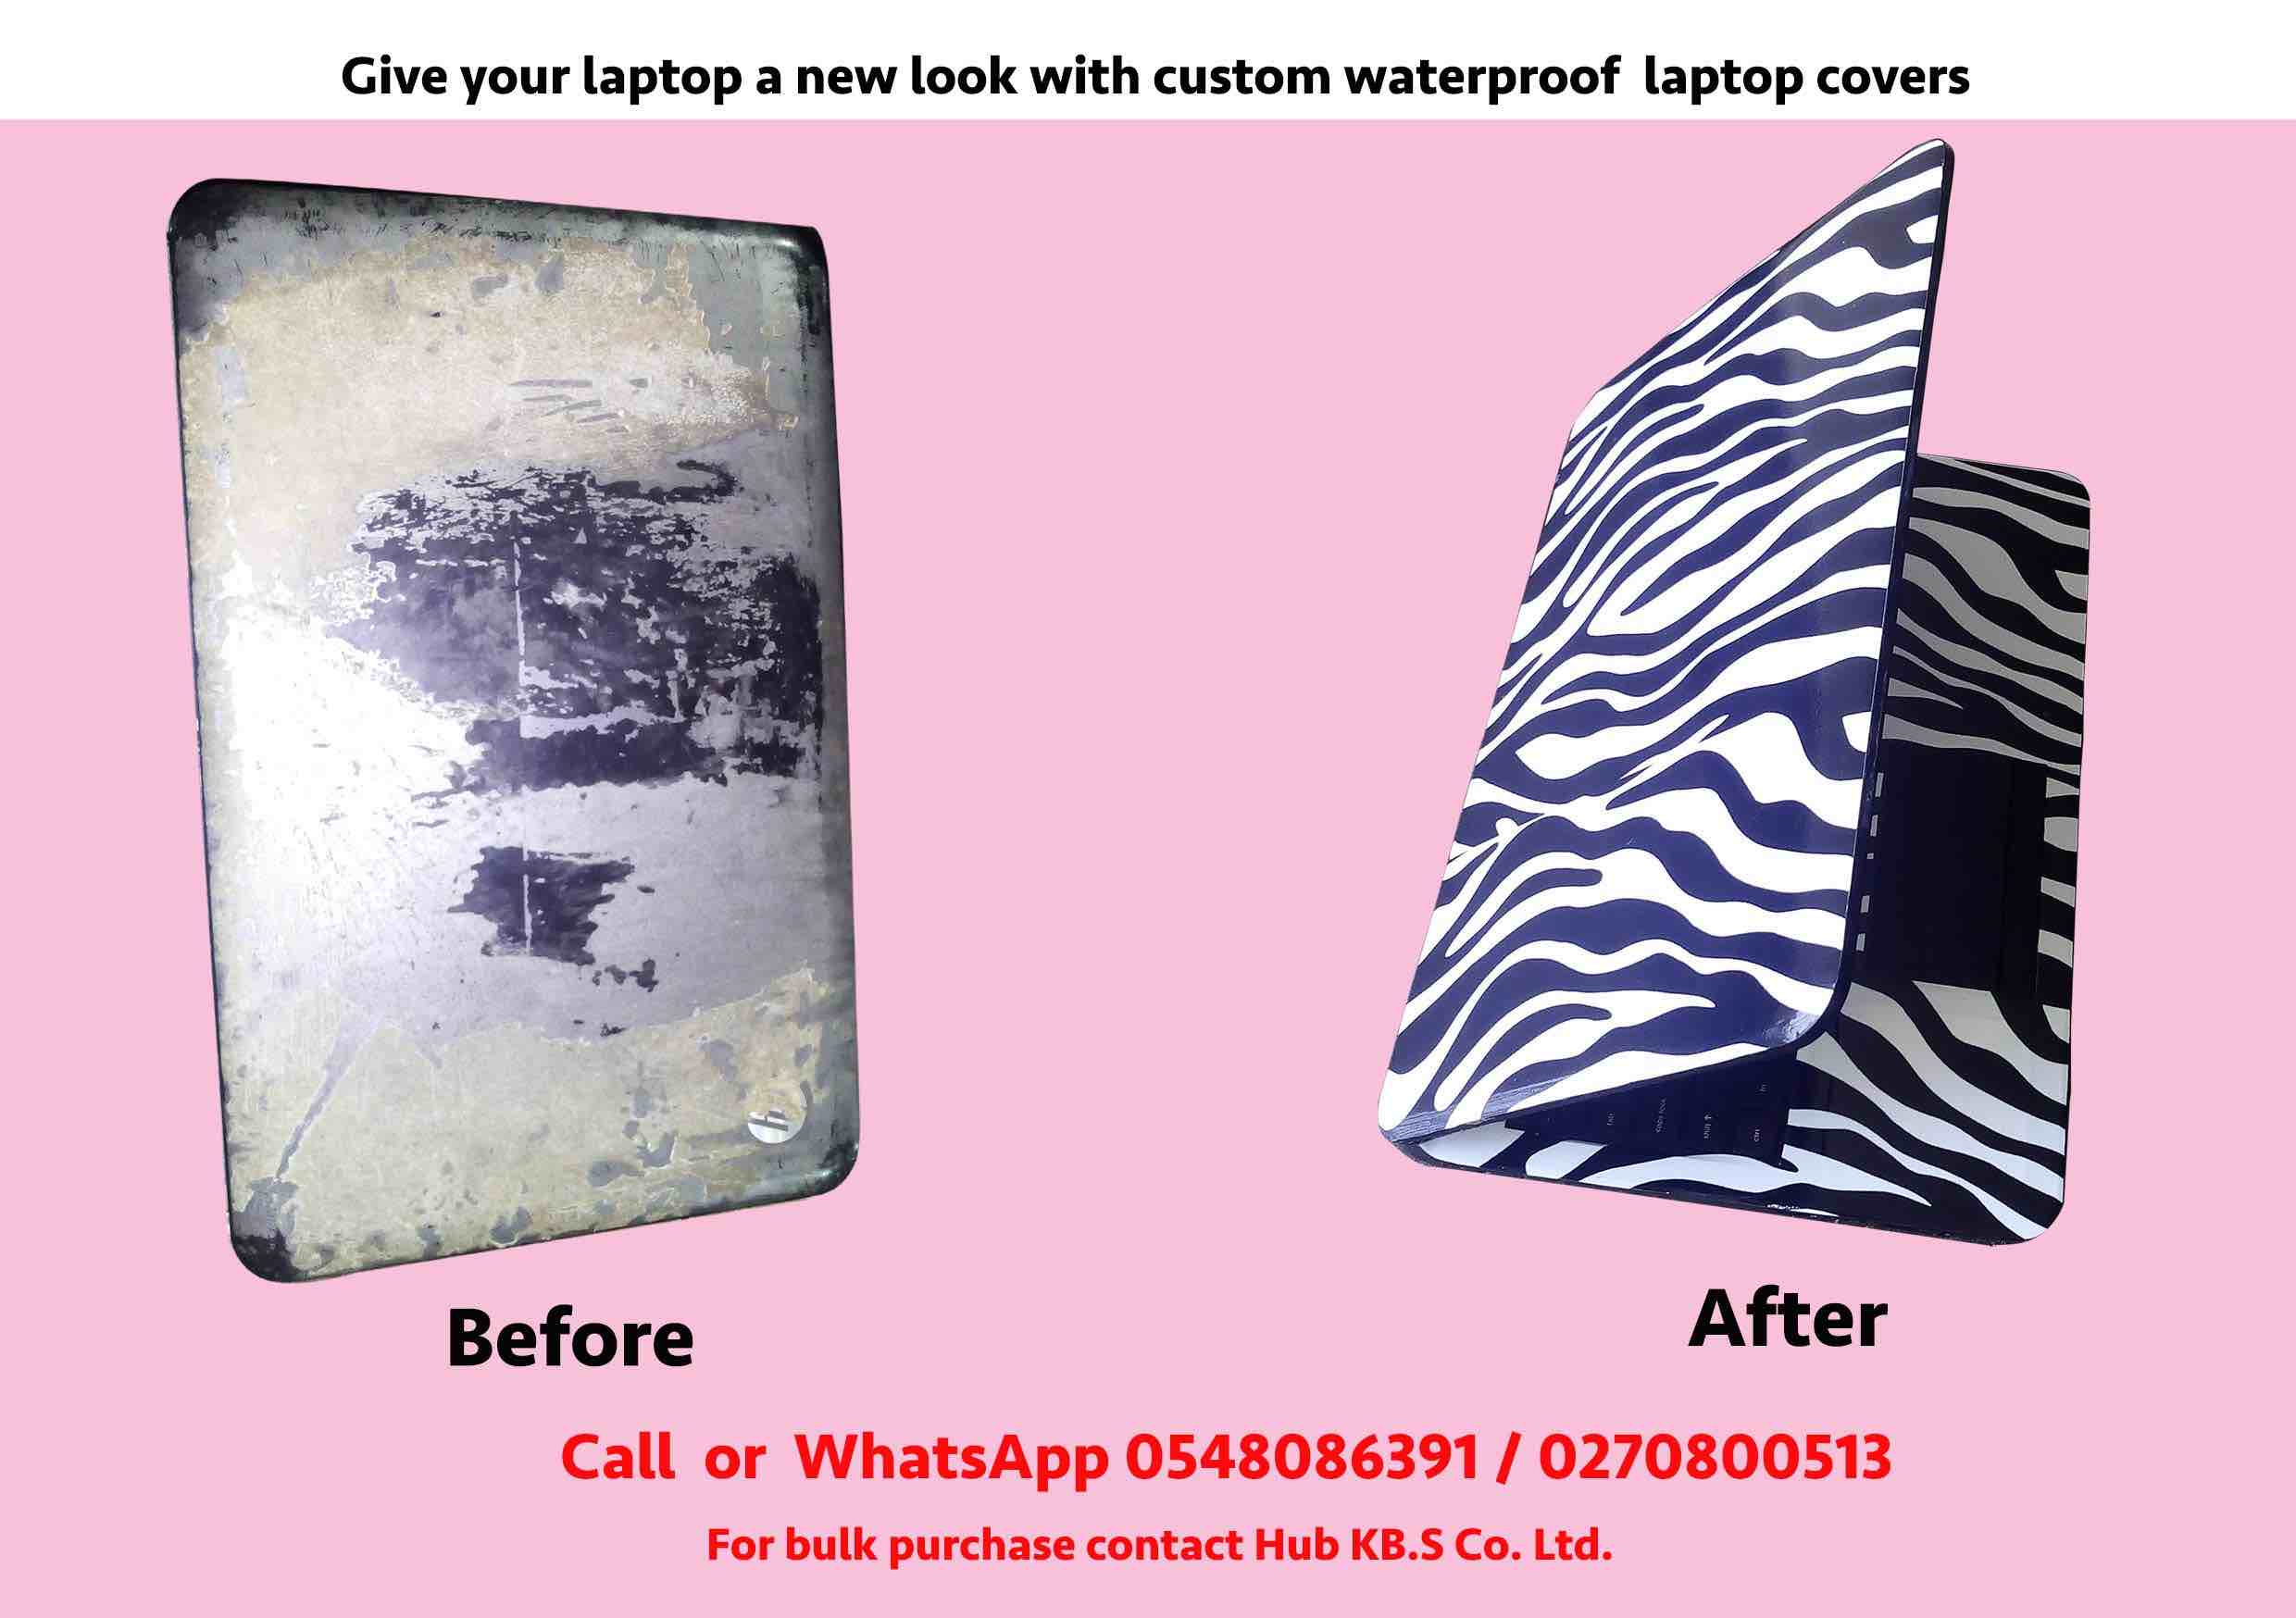 Give your laptop a new look with custom waterproof laptop covers
hp
Before
After
Call or WhatsApp 0548086391 / 0270800513
For bulk purchase contact Hub KB.S Co. Ltd.